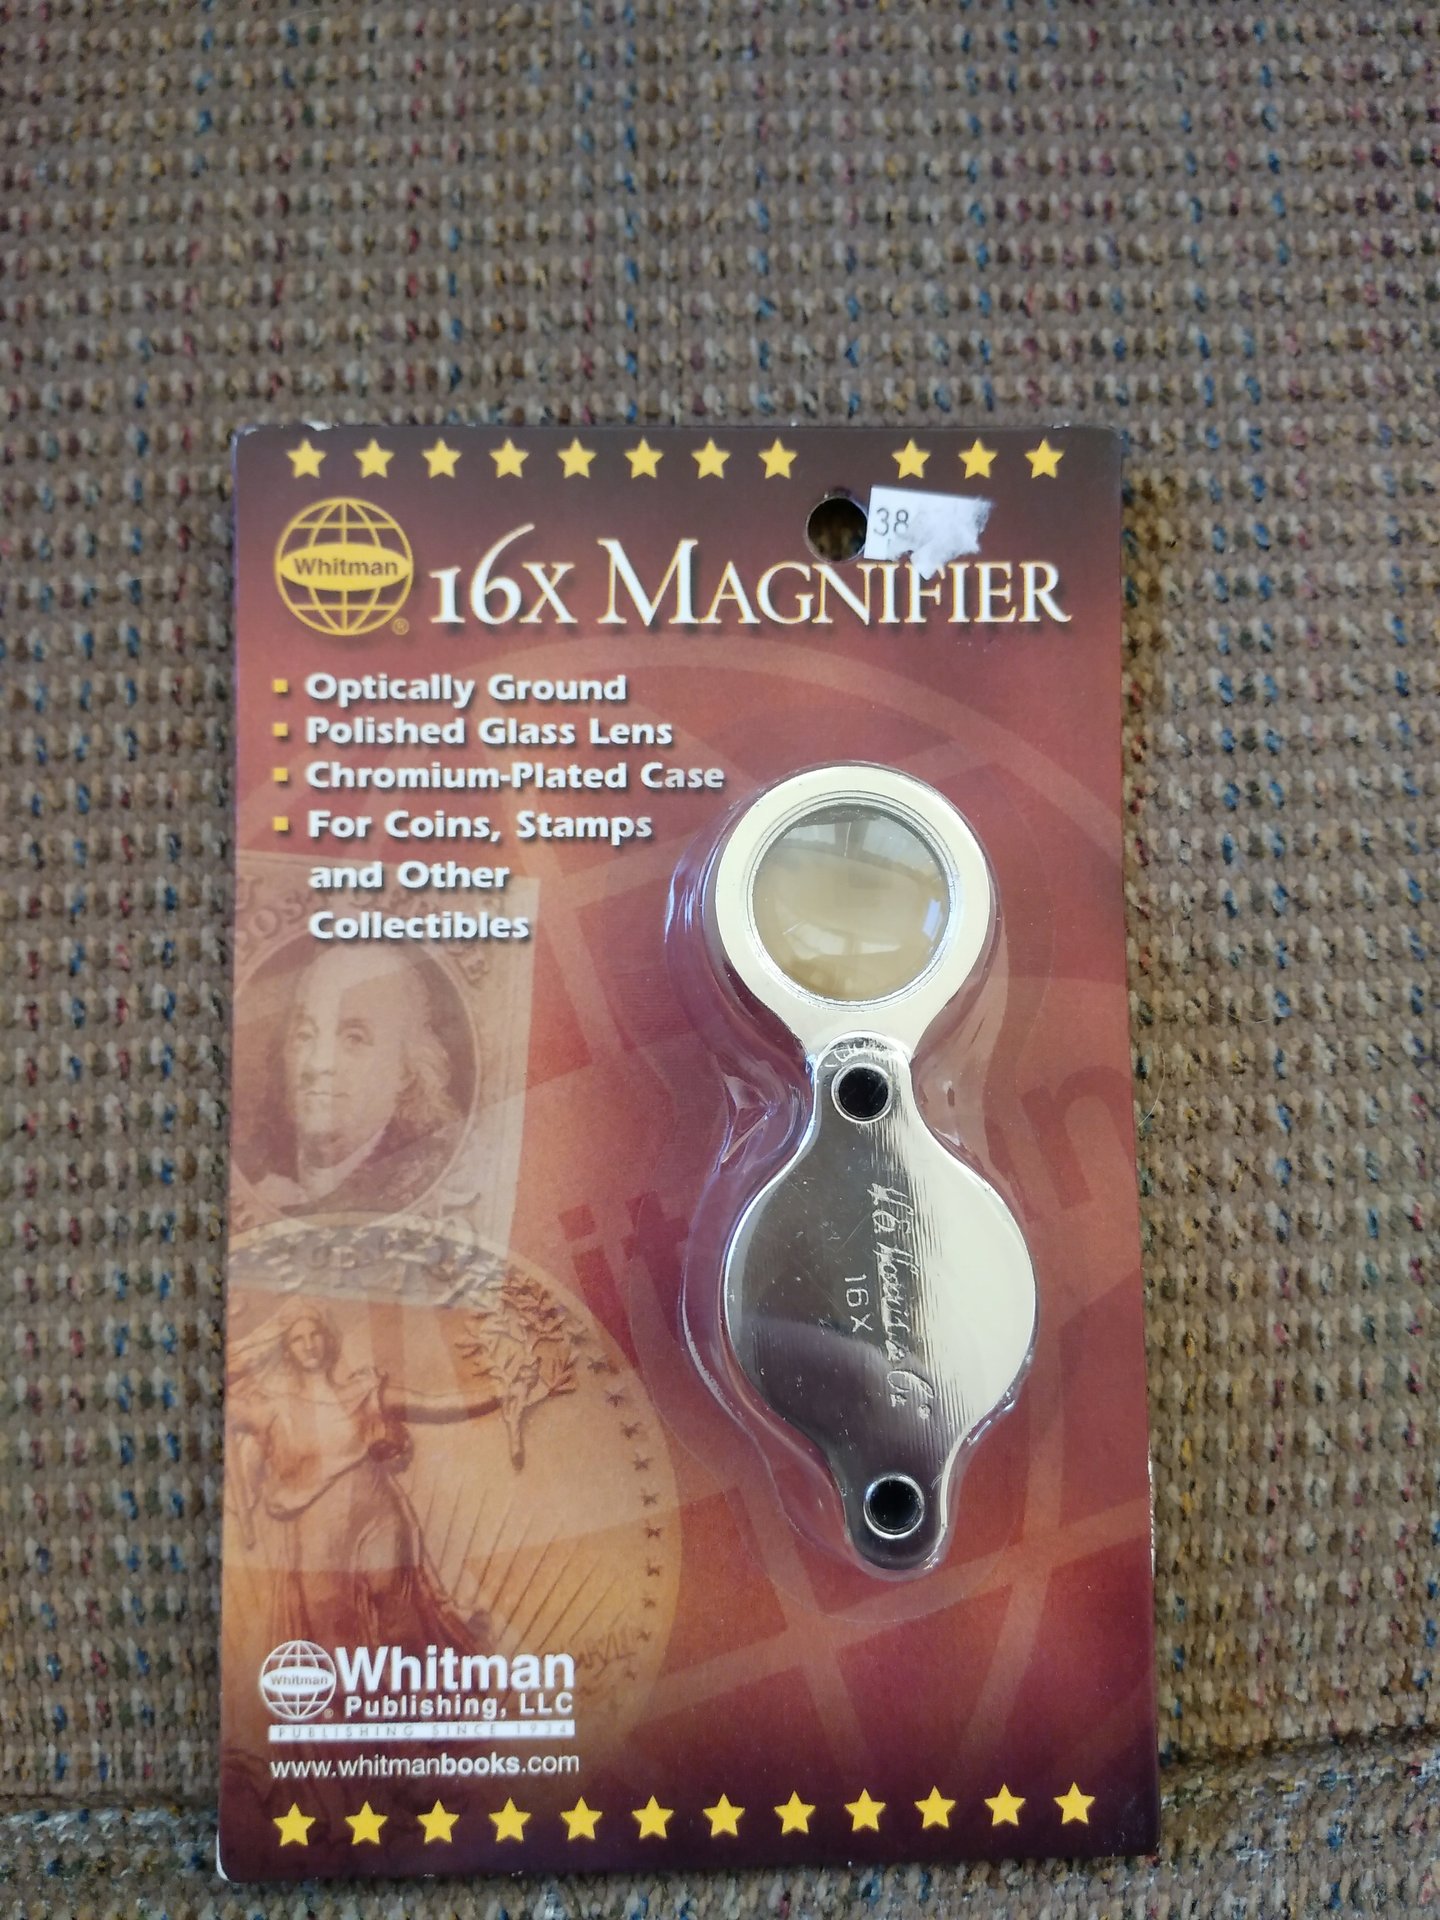 38
Whitman
®
16x Magnifier
Optically Ground
Polished Glass Lens
Chromium-Plated Case
For Coins, Stamps
and Other
Collectibles
16X
Whitman
Whitman
Publishing, LLC
PUBLISHING SINCE 1934
www.whitmanbooks.com